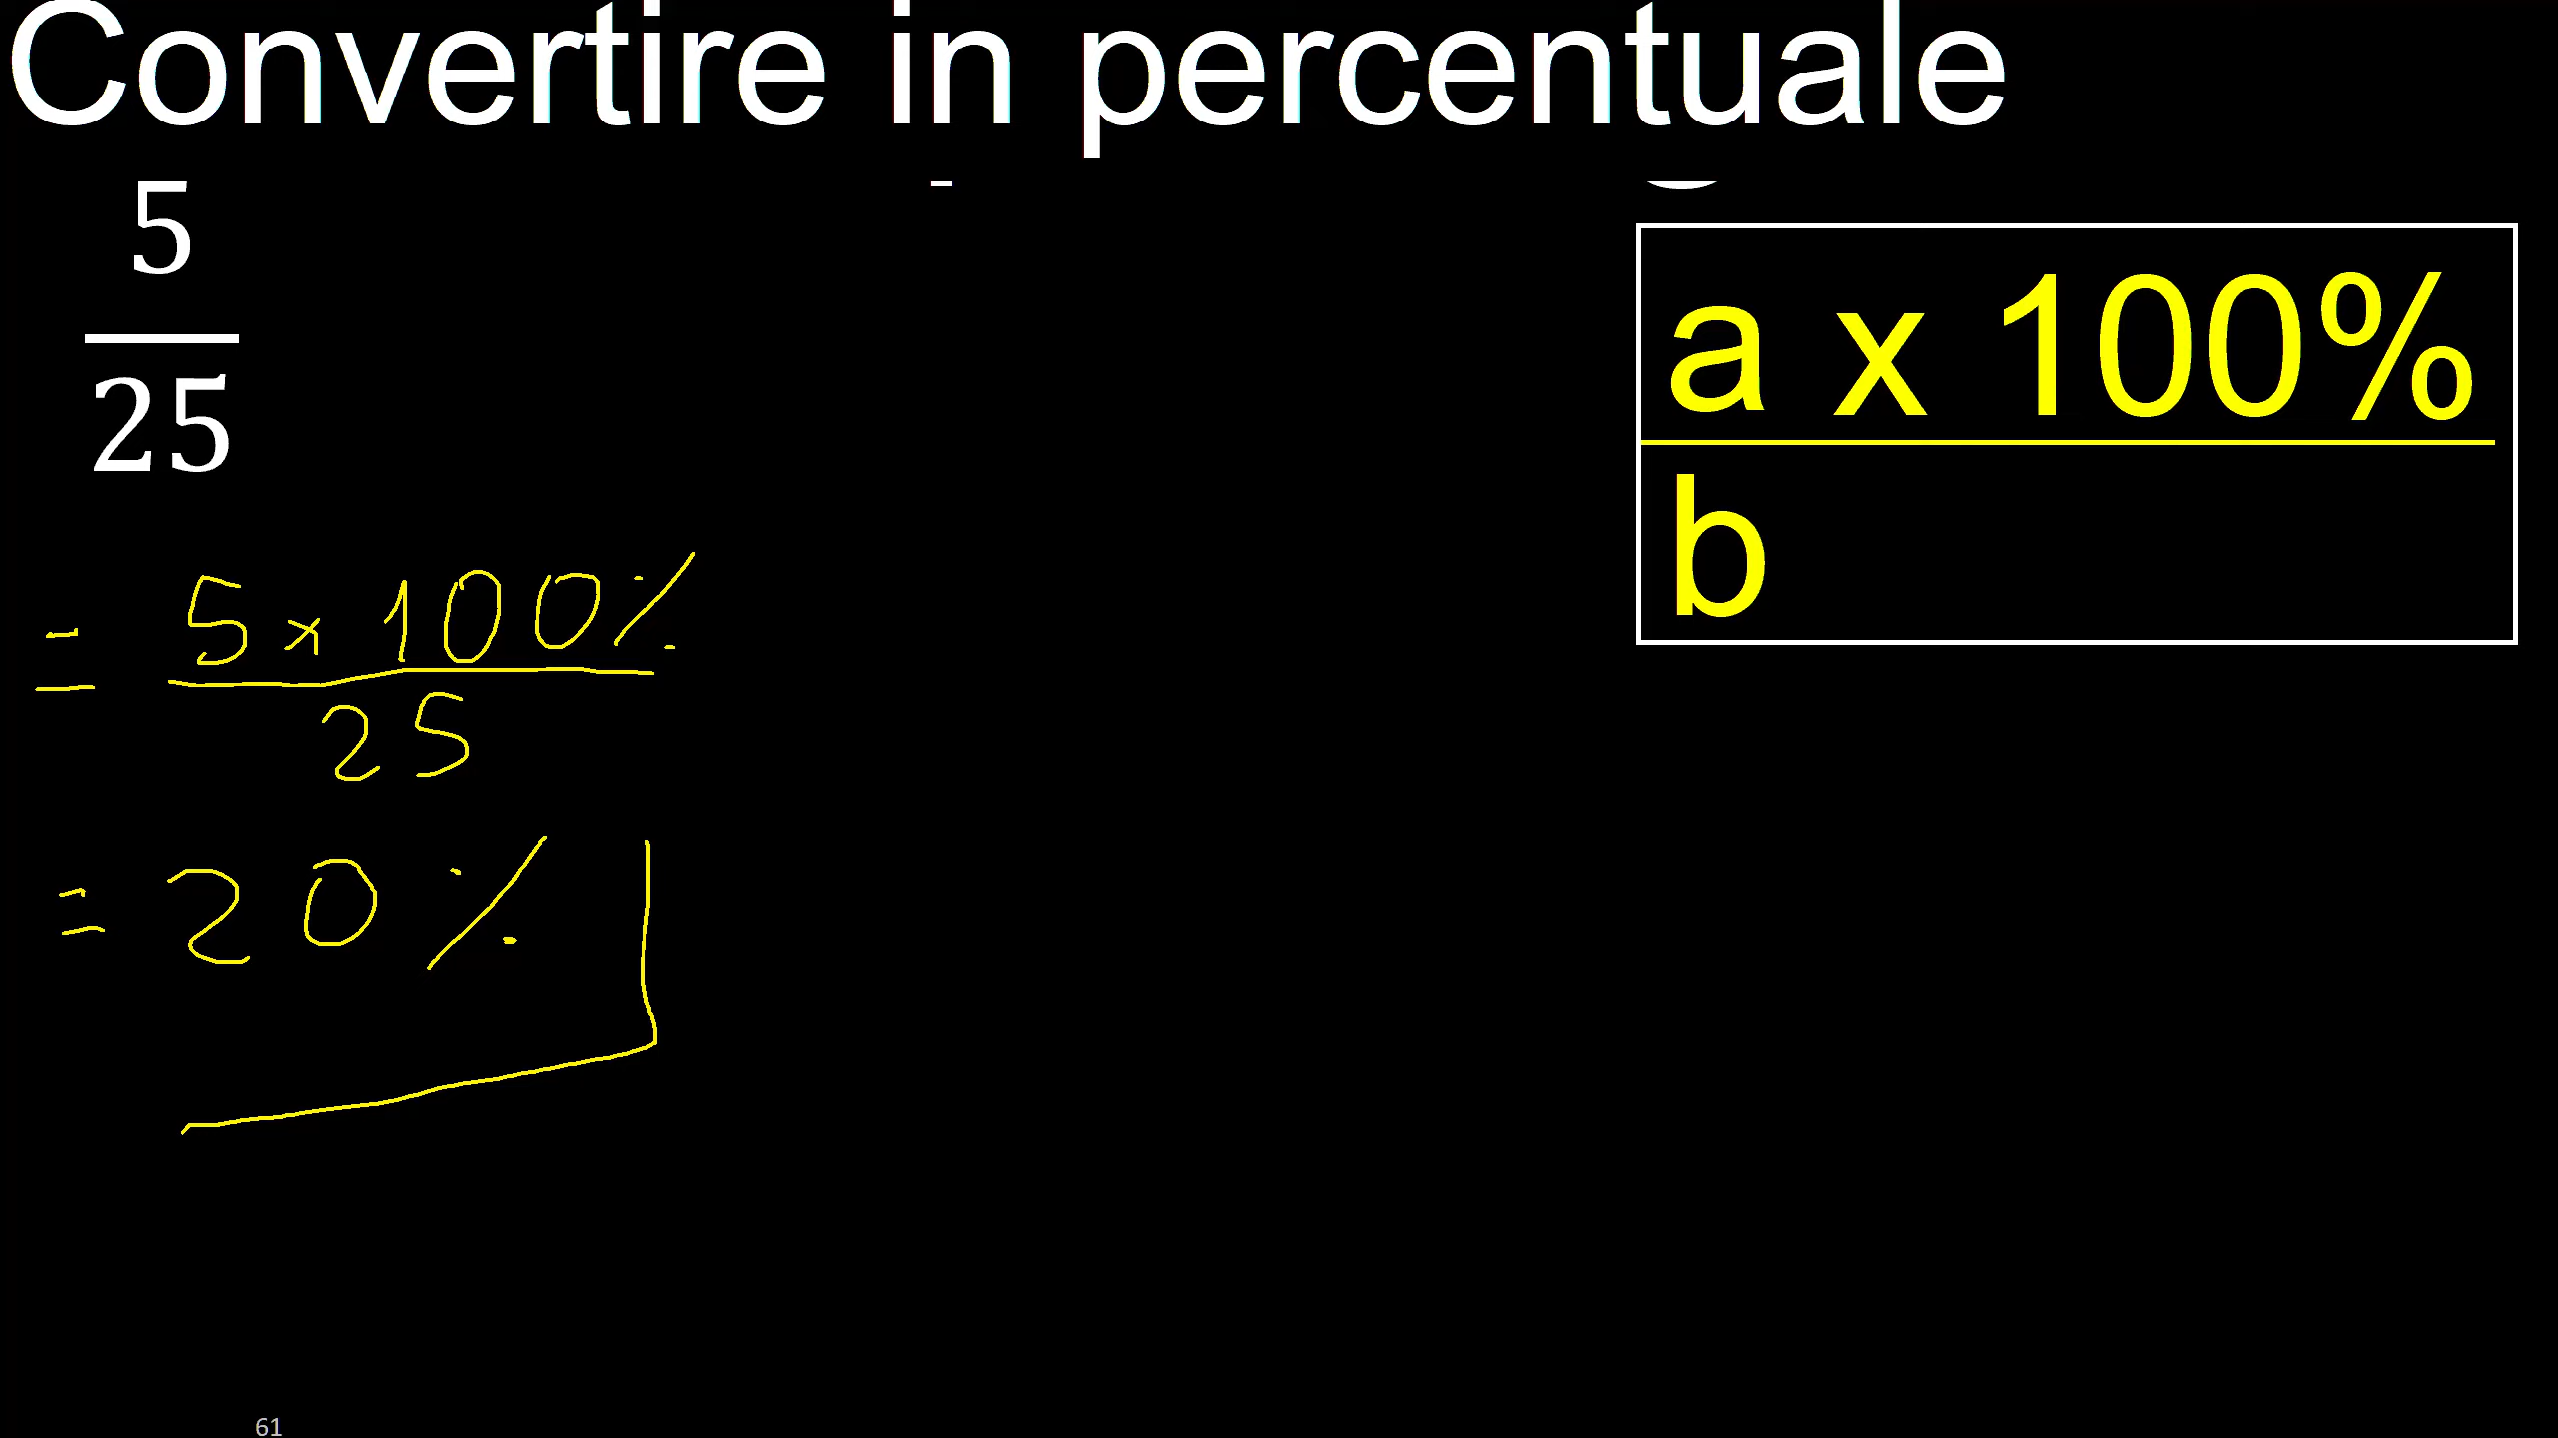 Convertire in percentuale
5
25
a x 100%
b
= 5 x 100%
25
= 20%
61